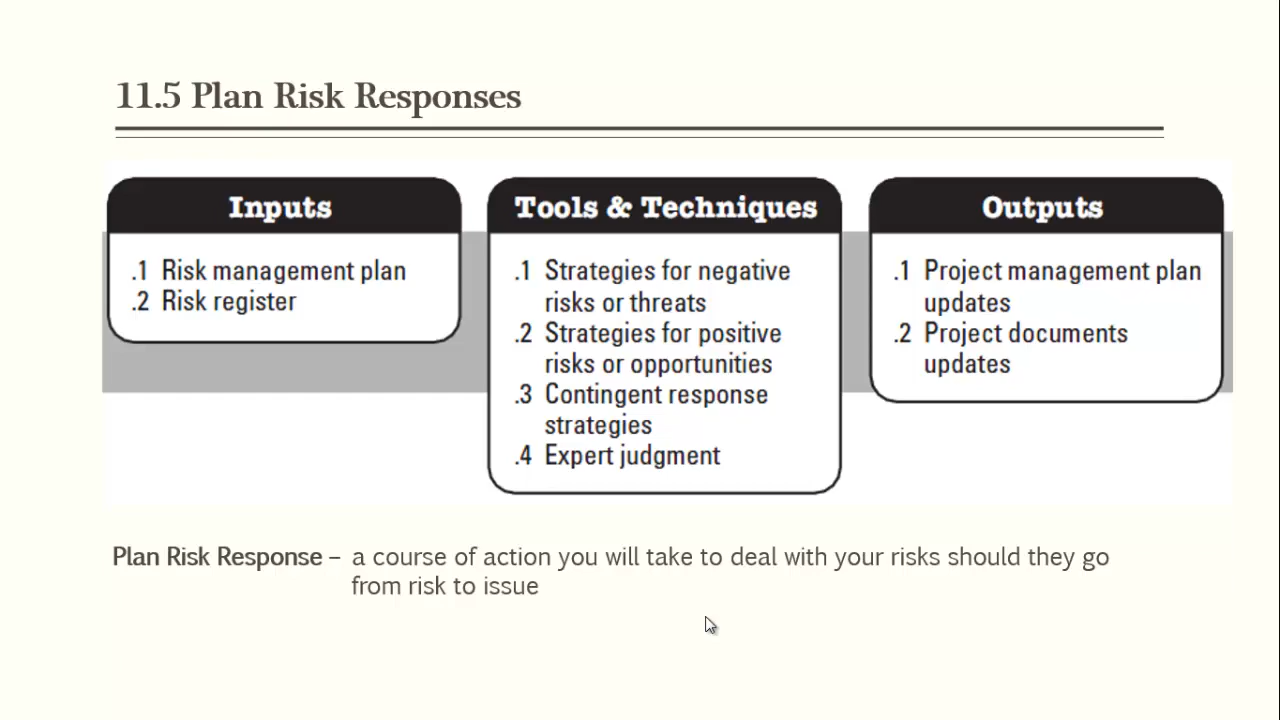 11.5 Plan Risk Responses
Inputs
.1 Risk management plan
.2 Risk register
Tools & Techniques
.1 Strategies for negative
risks or threats
.2 Strategies for positive
risks or opportunities
.3 Contingent response
strategies
.4 Expert judgment
Outputs
.1 Project management plan
updates
.2 Project documents
updates
Plan Risk Response – a course of action you will take to deal with your risks should they go
from risk to issue